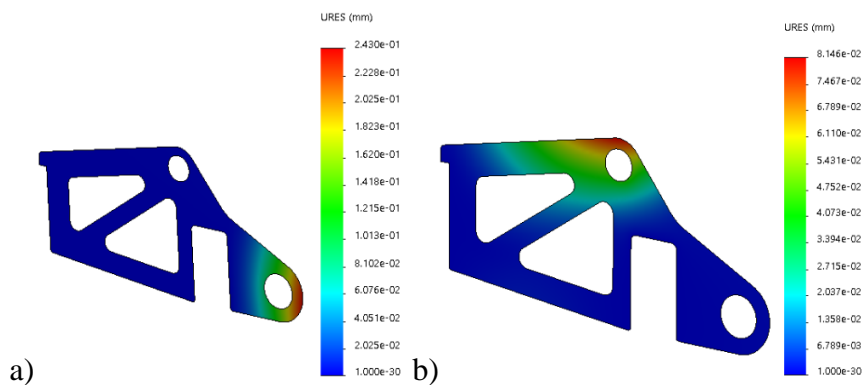 URES (mm)
2.430e-01
2.228e-01
2.025e-01
1.823e-01
1.620e-01
1.418e-01
1.215e-01
1.013e-01
8.102e-02
6.076e-02
4.051e-02
2.025e-02
1.000e-30
a)
URES (mm)
8.146e-02
7.467e-02
6.789e-02
6.110e-02
5.431e-02
4.752e-02
4.073e-02
3.394e-02
2.715e-02
2.037e-02
1.358e-02
6.789e-03
1.000e-30
b)